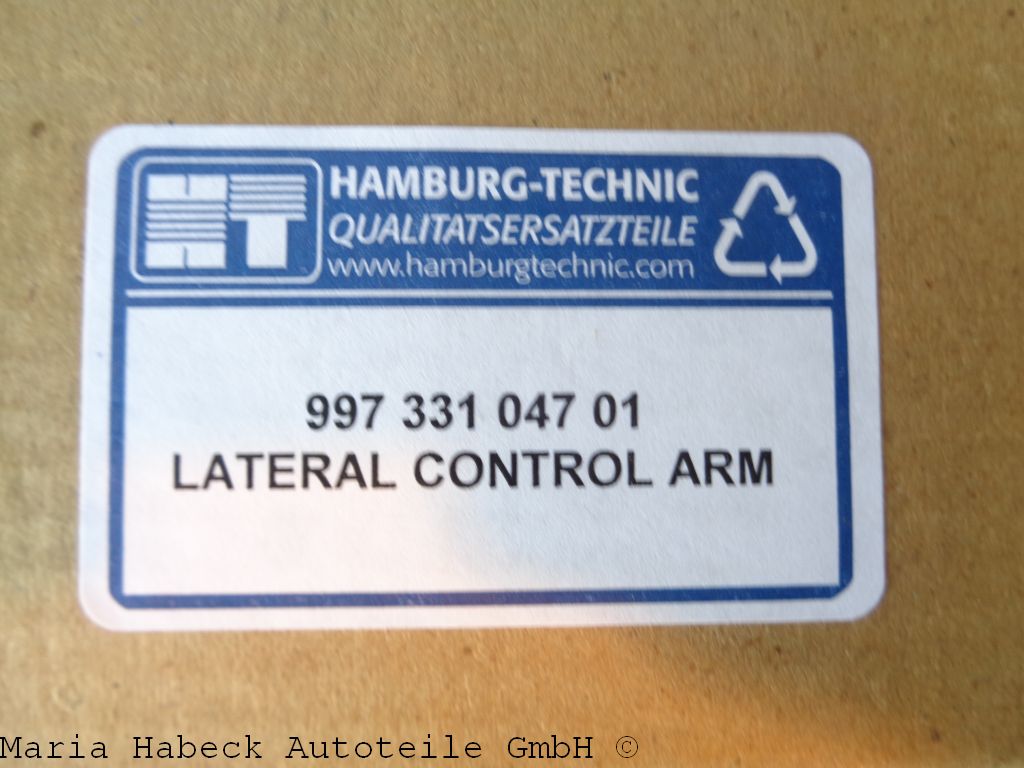 HT
HAMBURG-TECHNIC
QUALITATSERSATZTEILE
www.hamburgtechnic.com
997 331 047 01
LATERAL CONTROL ARM
Maria Habeck Autoteile GmbH ©